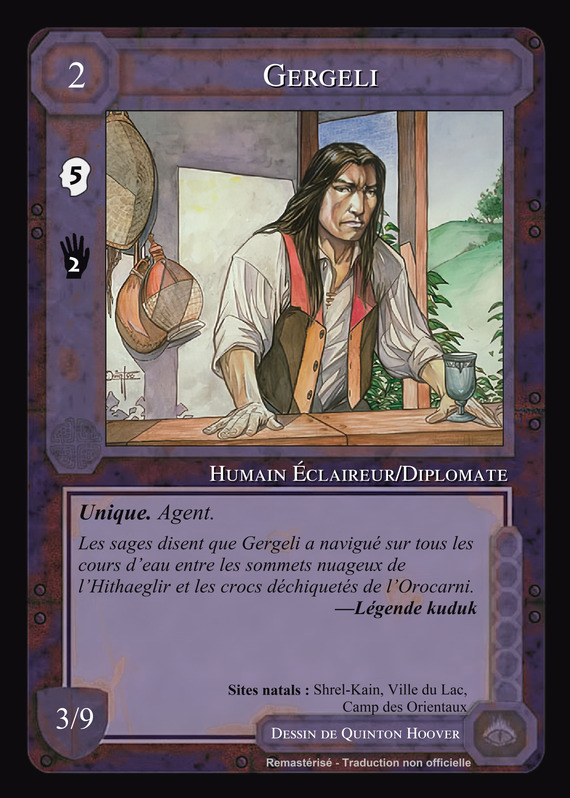 2
GERGELI
5
2
HUMAIN ÉCLAIREUR/DIPLOMATE
Unique. Agent.
Les sages disent que Gergeli a navigué sur tous les
cours d’eau entre les sommets nuageux de
l’Hithaeglir et les crocs déchiquetés de l’Orocarni.
—Légende kuduk
Sites natals : Shrel-Kain, Ville du Lac,
Camp des Orientaux
3/9
DESSIN DE QUINTON HOOVER
Remastérisé - Traduction non officielle